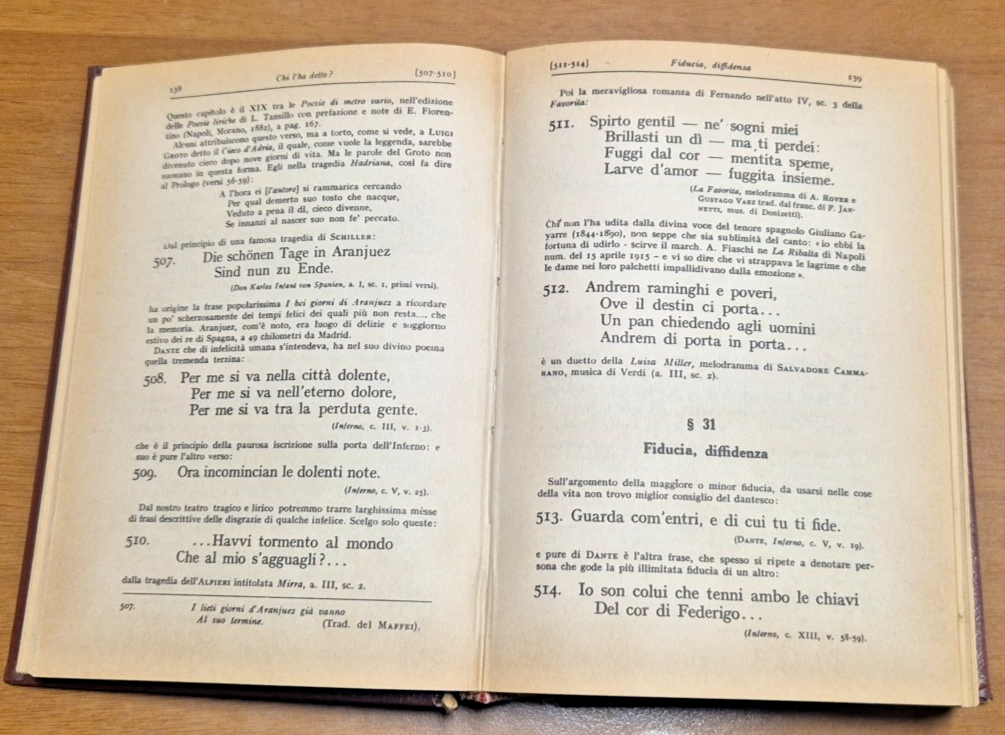 138
Chi l'ha detto?
[507-510]
Questo capitolo è il XIX tra le Poesie di metro vario, nell'edizione
delle Poesie liriche di L. Tansillo con prefazione e note di E. Fioren-
tino (Napoli, Morano, 1882), a pag. 167.
Alcuni attribuiscono questo verso, ma a torto, come si vede, a LUIGI
GROTO detto il Cieco d'Adria, il quale, come vuole la leggenda, sarebbe
divenuto cieco dopo nove giorni di vita. Ma le parole del Groto non
suonano in questa forma. Egli nella tragedia Hadriana, così fa dire
al Prologo (versi 56-59):
A l'hora ei [l'autore] si rammarica cercando
Per qual demerto suo tosto che nacque,
Veduto a pena il dì, cieco divenne,
Se innanzi al nascer suo non fe' peccato.
Dal principio di una famosa tragedia di SCHILLER:
507. Die schönen Tage in Aranjuez
Sind nun zu Ende.
(Don Karlos Infant von Spanien, a. I, sc. 1, primi versi).
ha origine la frase popolarissima I bei giorni di Aranjuez a ricordare
un po' scherzosamente dei tempi felici dei quali più non resta..., che
la memoria. Aranjuez, com'è noto, era luogo di delizie e soggiorno
estivo dei re di Spagna, a 49 chilometri da Madrid.
DANTE che di infelicità umana s'intendeva, ha nel suo divino poema
quella tremenda terzina:
508. Per me si va nella città dolente,
Per me si va nell'eterno dolore,
Per me si va tra la perduta gente.
(Inferno, c. III, v. 1-3).
che è il principio della paurosa iscrizione sulla porta dell'Inferno: e
suo è pure l'altro verso:
509. Ora incomincian le dolenti note.
(Inferno, c. V, v. 25).
Dal nostro teatro tragico e lirico potremmo trarre larghissima mèsse
di frasi descrittive delle disgrazie di qualche infelice. Scelgo solo queste:
510. ...Havvi tormento al mondo
Che al mio s'agguagli?...
dalla tragedia dell'ALFIERI intitolata Mirra, a. III, sc. 2.
507. I lieti giorni d'Aranjuez già vanno
Al suo termine. (Trad. del MAFFEI).
[511-514]
Fiducia, diffidenza
139
Poi la meravigliosa romanza di Fernando nell'atto IV, sc. 3 della
Favorita:
511. Spirto gentil — ne' sogni miei
Brillasti un dì — ma ti perdei:
Fuggi dal cor — mentita speme,
Larve d'amor — fuggita insieme.
(La Favorita, melodramma di A. ROYER e
GUSTAGO VAEZ trad. dal franc. di F. JAN-
NETTI, mus. di Donizetti).
Chi non l'ha udita dalla divina voce del tenore spagnolo Giuliano Ga-
yarre (1844-1890), non seppe che sia sublimità del canto: « io ebbi la
fortuna di udirlo - scirve il march. A. Fiaschi ne La Ribalta di Napoli
num. del 15 aprile 1915 - e vi so dire che vi strappava le lagrime e che
le dame nei loro palchetti impallidivano dalla emozione ».
512. Andrem raminghi e poveri,
Ove il destin ci porta...
Un pan chiedendo agli uomini
Andrem di porta in porta...
è un duetto della Luisa Miller, melodramma di SALVADORE CAMMA-
RANO, musica di Verdi (a. III, sc. 2).
§ 31
Fiducia, diffidenza
Sull'argomento della maggiore o minor fiducia, da usarsi nelle cose
della vita non trovo miglior consiglio del dantesco:
513. Guarda com'entri, e di cui tu ti fide.
(DANTE, Inferno, c. V, v. 19).
e pure di DANTE è l'altra frase, che spesso si ripete a denotare per-
sona che gode la più illimitata fiducia di un altro:
514. Io son colui che tenni ambo le chiavi
Del cor di Federigo...
(Inferno, c. XIII, v. 58-59).